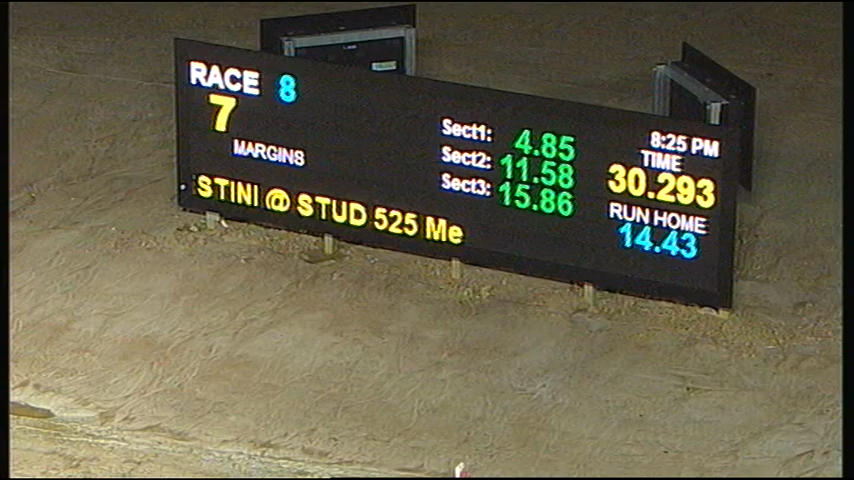 RACE 8
7
MARGINS
STINI @ STUD 525 Me
Sect1: 4.85
Sect2: 11.58
Sect3: 15.86
8:25 PM
TIME
30.293
RUN HOME
14.43